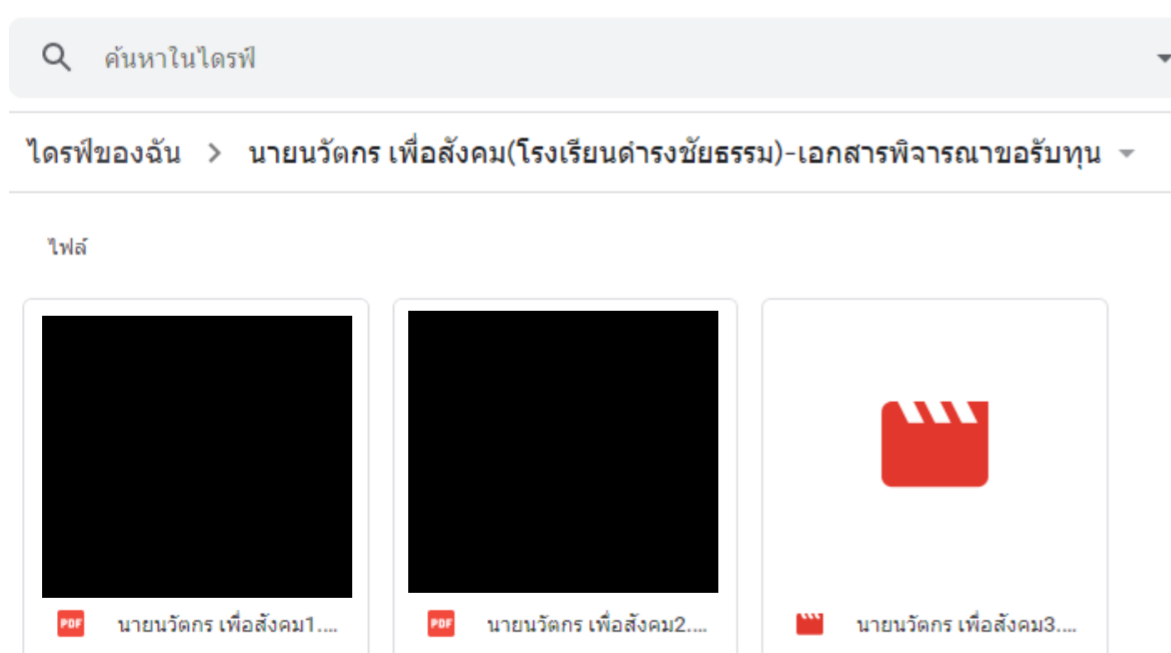 ค้นหาในไดรฟ์
ไดรฟ์ของฉัน > นายนวัตกร เพื่อสังคม(โรงเรียนดำรงชัยธรรม)-เอกสารพิจารณาขอรับทุน
ไฟล์
PDF นายนวัตกร เพื่อสังคม1.... PDF นายนวัตกร เพื่อสังคม2.... นายนวัตกร เพื่อสังคม3....